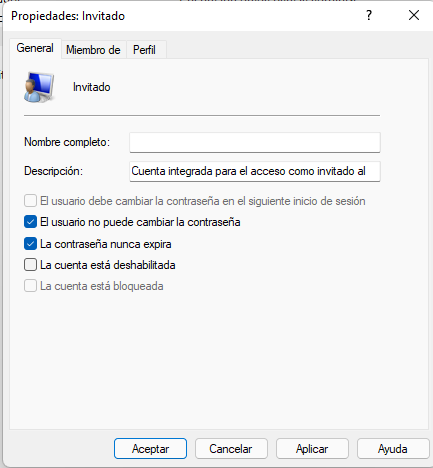 Propiedades: Invitado ?
General Miembro de Perfil
Invitado
Nombre completo:
Descripción: Cuenta integrada para el acceso como invitado al
El usuario debe cambiar la contraseña en el siguiente inicio de sesión
El usuario no puede cambiar la contraseña
La contraseña nunca expira
La cuenta está deshabilitada
La cuenta está bloqueada
Aceptar Cancelar Aplicar Ayuda